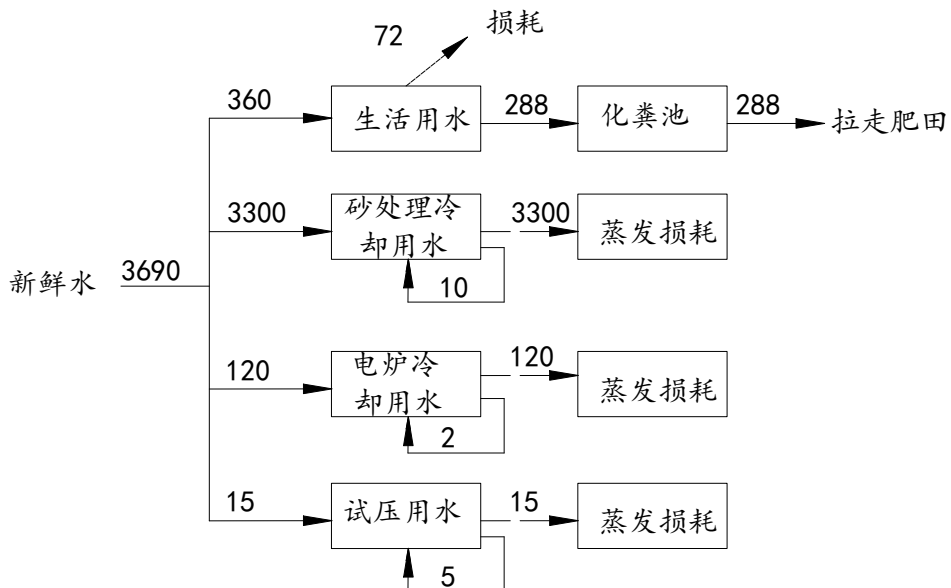 72
损耗
360
生活用水
288
化粪池
288
拉走肥田
3300
砂处理冷
却用水
3300
蒸发损耗
10
新鲜水
3690
120
电炉冷
却用水
120
蒸发损耗
2
15
试压用水
15
蒸发损耗
5